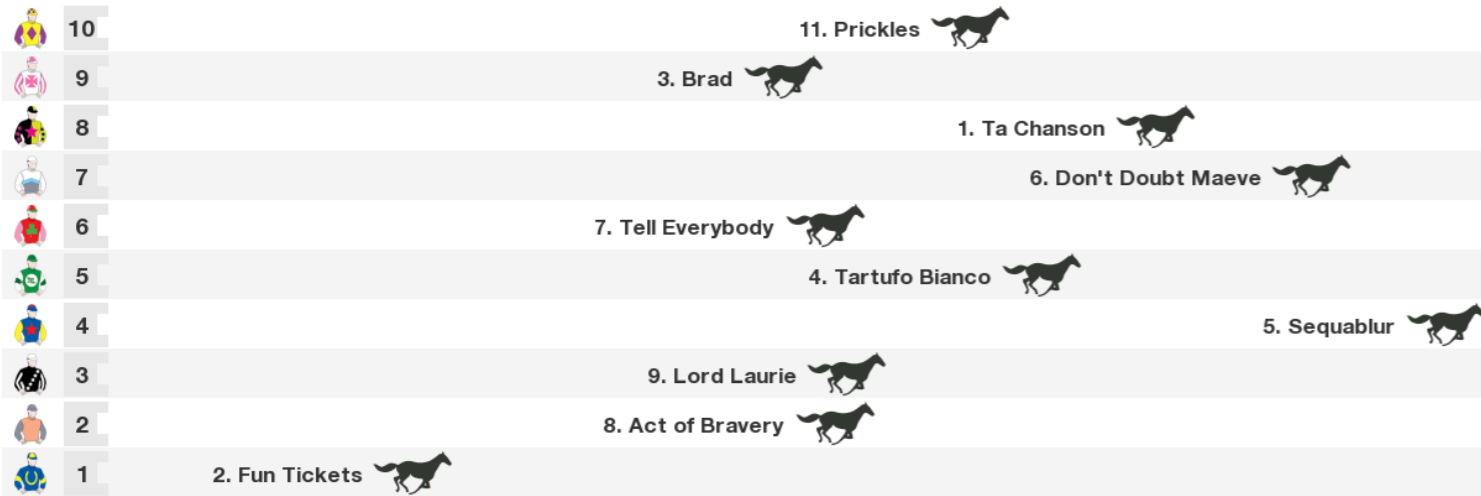 10 11. Prickles
9 3. Brad
8 1. Ta Chanson
7 6. Don't Doubt Maeve
6 7. Tell Everybody
5 4. Tartufo Bianco
4 5. Sequablur
3 9. Lord Laurie
2 8. Act of Bravery
1 2. Fun Tickets